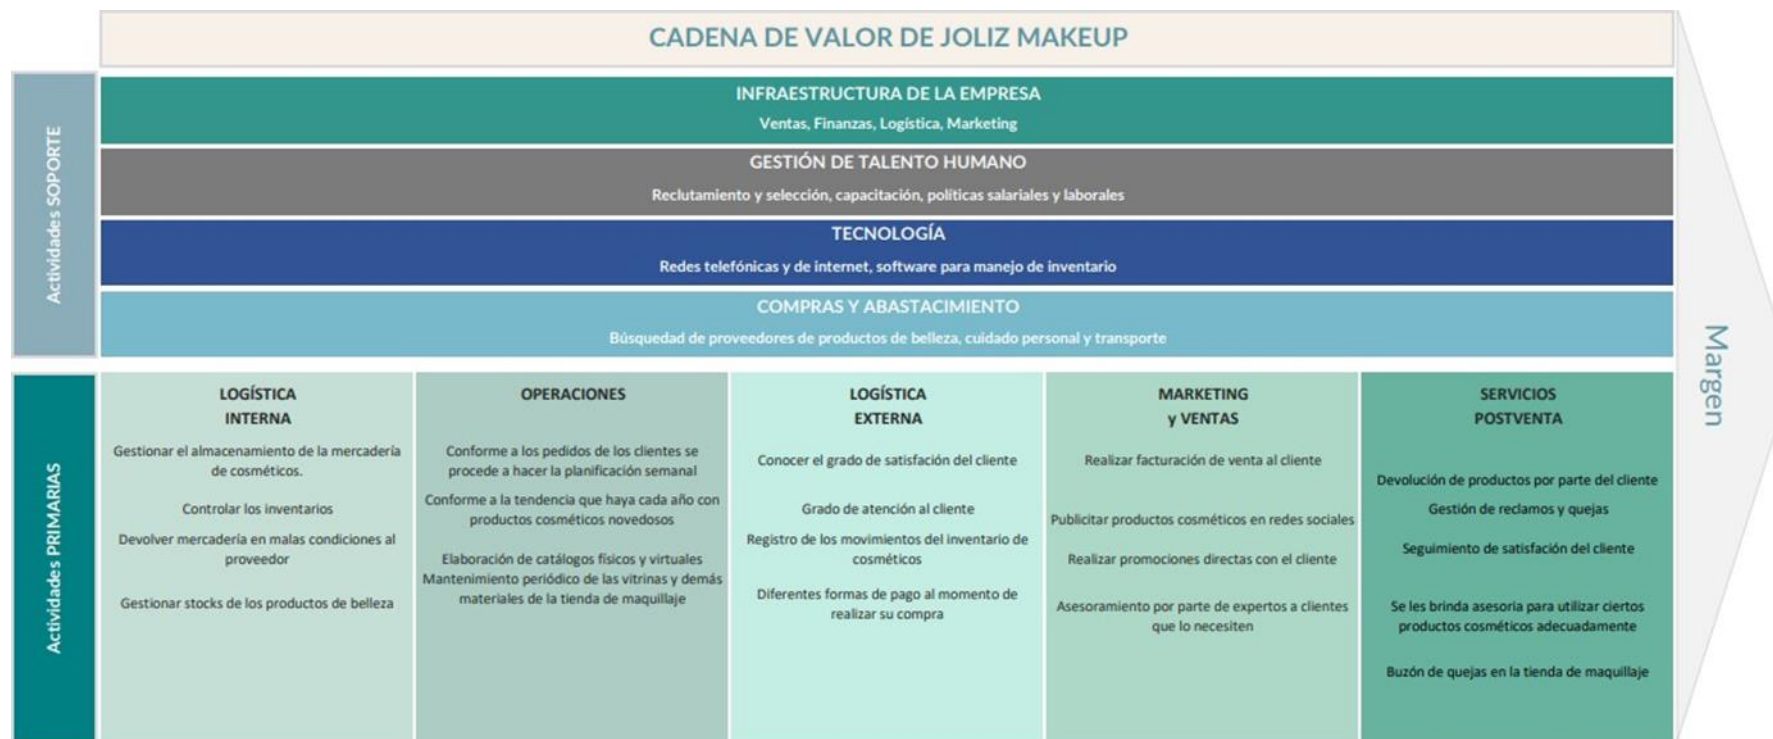 CADENA DE VALOR DE JOLIZ MAKEUP
Actividades SOPORTE
INFRAESTRUCTURA DE LA EMPRESA
Ventas, Finanzas, Logística, Marketing
GESTIÓN DE TALENTO HUMANO
Reclutamiento y selección, capacitación, políticas salariales y laborales
TECNOLOGÍA
Redes telefónicas y de internet, software para manejo de inventario
COMPRAS Y ABASTACIMIENTO
Búsquedad de proveedores de productos de belleza, cuidado personal y transporte
Actividades PRIMARIAS
LOGÍSTICA
INTERNA
Gestionar el almacenamiento de la mercadería
de cosméticos.
Controlar los inventarios
Devolver mercadería en malas condiciones al
proveedor
Gestionar stocks de los productos de belleza
OPERACIONES
Conforme a los pedidos de los clientes se
procede a hacer la planificación semanal
Conforme a la tendencia que haya cada año con
productos cosméticos novedosos
Elaboración de catálogos físicos y virtuales
Mantenimiento periódico de las vitrinas y demás
materiales de la tienda de maquillaje
LOGÍSTICA
EXTERNA
Conocer el grado de satisfacción del cliente
Grado de atención al cliente
Registro de los movimientos del inventario de
cosméticos
Diferentes formas de pago al momento de
realizar su compra
MARKETING
y VENTAS
Realizar facturación de venta al cliente
Publicitar productos cosméticos en redes sociales
Realizar promociones directas con el cliente
Asesoramiento por parte de expertos a clientes
que lo necesiten
SERVICIOS
POSTVENTA
Devolución de productos por parte del cliente
Gestión de reclamos y quejas
Seguimiento de satisfacción del cliente
Se les brinda asesoria para utilizar ciertos
productos cosméticos adecuadamente
Buzón de quejas en la tienda de maquillaje
Margen